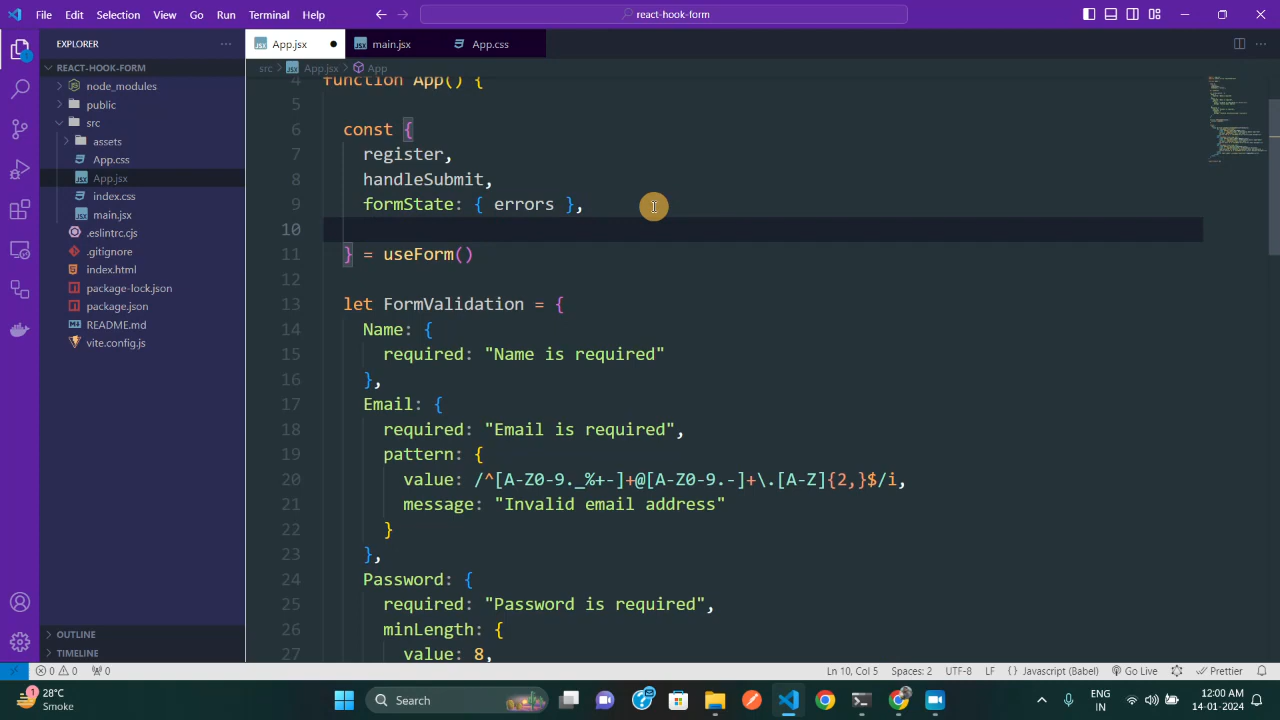 File Edit Selection View Go Run Terminal Help
react-hook-form
EXPLORER
App.jsx
main.jsx
App.css
REACT-HOOK-FORM
src > App.jsx > App
node_modules
public
src
assets
App.css
App.jsx
index.css
main.jsx
.eslintrc.cjs
.gitignore
index.html
package-lock.json
package.json
README.md
vite.config.js
OUTLINE
TIMELINE
4 function App() {
5
6 const {
7 register,
8 handleSubmit,
9 formState: { errors },
10
11 } = useForm()
12
13 let FormValidation = {
14 Name: {
15 required: "Name is required"
16 },
17 Email: {
18 required: "Email is required",
19 pattern: {
20 value: /^[A-Z0-9._%+-]+@[A-Z0-9.-]+\.[A-Z]{2,}$/i,
21 message: "Invalid email address"
22 }
23 },
24 Password: {
25 required: "Password is required",
26 minLength: {
27 value: 8,
0 0 0
Ln 10, Col 5 Spaces: 2 UTF-8 LF { } Javascript (Babel) Go Live Prettier
1
28°C
Smoke
Search
ENG
IN
12:00 AM
14-01-2024